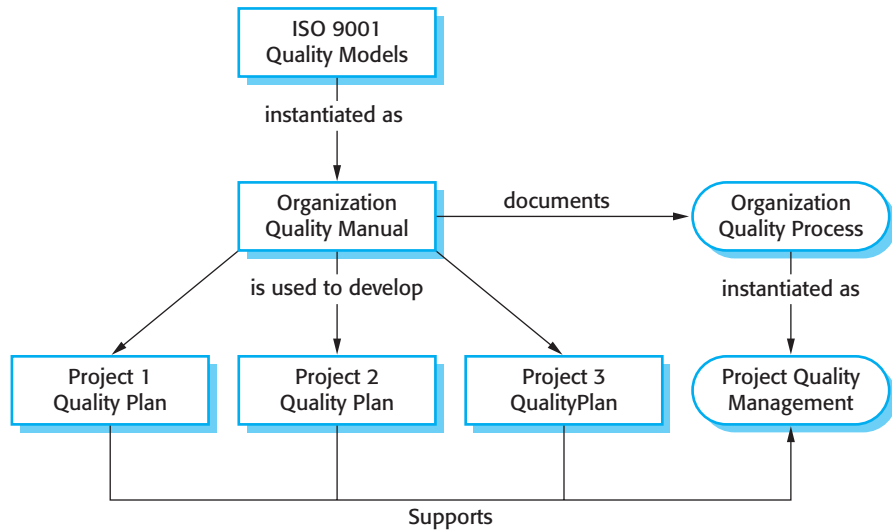 ISO 9001
Quality Models
instantiated as
Organization
Quality Manual
documents
Organization
Quality Process
is used to develop
instantiated as
Project 1
Quality Plan
Project 2
Quality Plan
Project 3
QualityPlan
Project Quality
Management
Supports